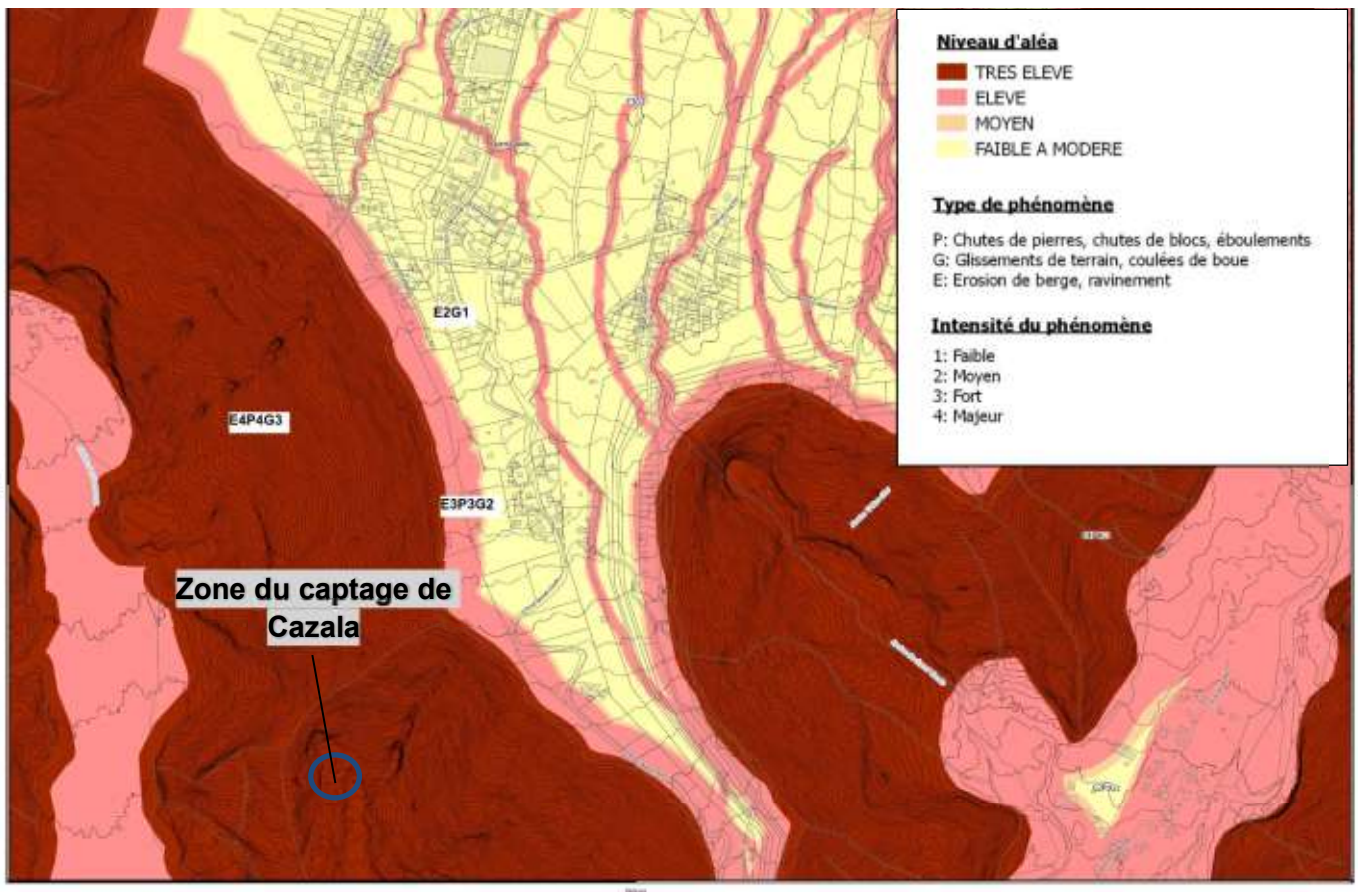 Niveau d'aléa
TRES ELEVE
ELEVE
MOYEN
FAIBLE A MODERE
Type de phénomène
P: Chutes de pierres, chutes de blocs, éboulements
G: Glissements de terrain, coulées de boue
E: Erosion de berge, ravinement
Intensité du phénomène
1: Faible
2: Moyen
3: Fort
4: Majeur
E2G1
E4P4G3
E3P3G2
Zone du captage de
Cazala